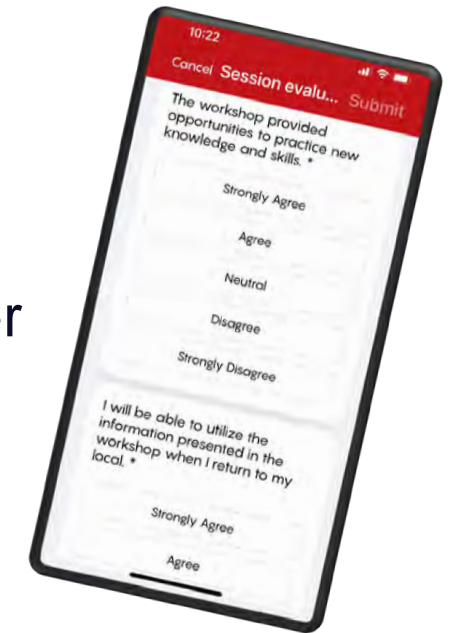 10:22
Cancel Session evalu... Submit
The workshop provided
opportunities to practice new
knowledge and skills. *
Strongly Agree
Agree
Neutral
Disagree
Strongly Disagree
I will be able to utilize the
information presented in the
workshop when I return to my
local. *
Strongly Agree
Agree